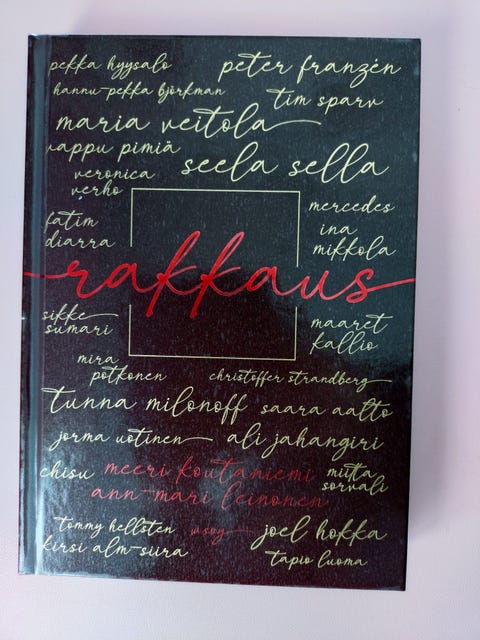 pekka hyysalo
peter franzén
hannu-pekka björkman
tim sparv
maria veitola
vappu pimiä
seela sella
veronica
verho
mercedes
fatim
diarra
ina
mikkola
rakkaus
sikke
sumari
maaret
kallio
mira
potkonen
christoffer strandberg
tunna milonoff
saara aalto
jorma uotinen
ali jahangiri
chisu
meeri koutaniemi
miitta
sorvali
ann-mari leinonen
tommy hellsten
wsoy
joel hokka
kirsi alm-siira
tapio luoma